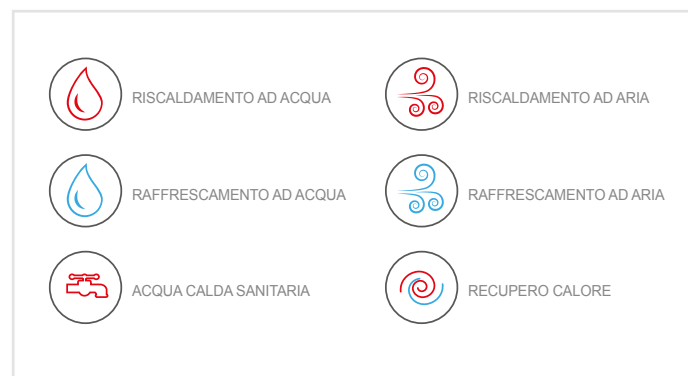 RISCALDAMENTO AD ACQUA
RISCALDAMENTO AD ARIA
RAFFRESCAMENTO AD ACQUA
RAFFRESCAMENTO AD ARIA
ACQUA CALDA SANITARIA
RECUPERO CALORE